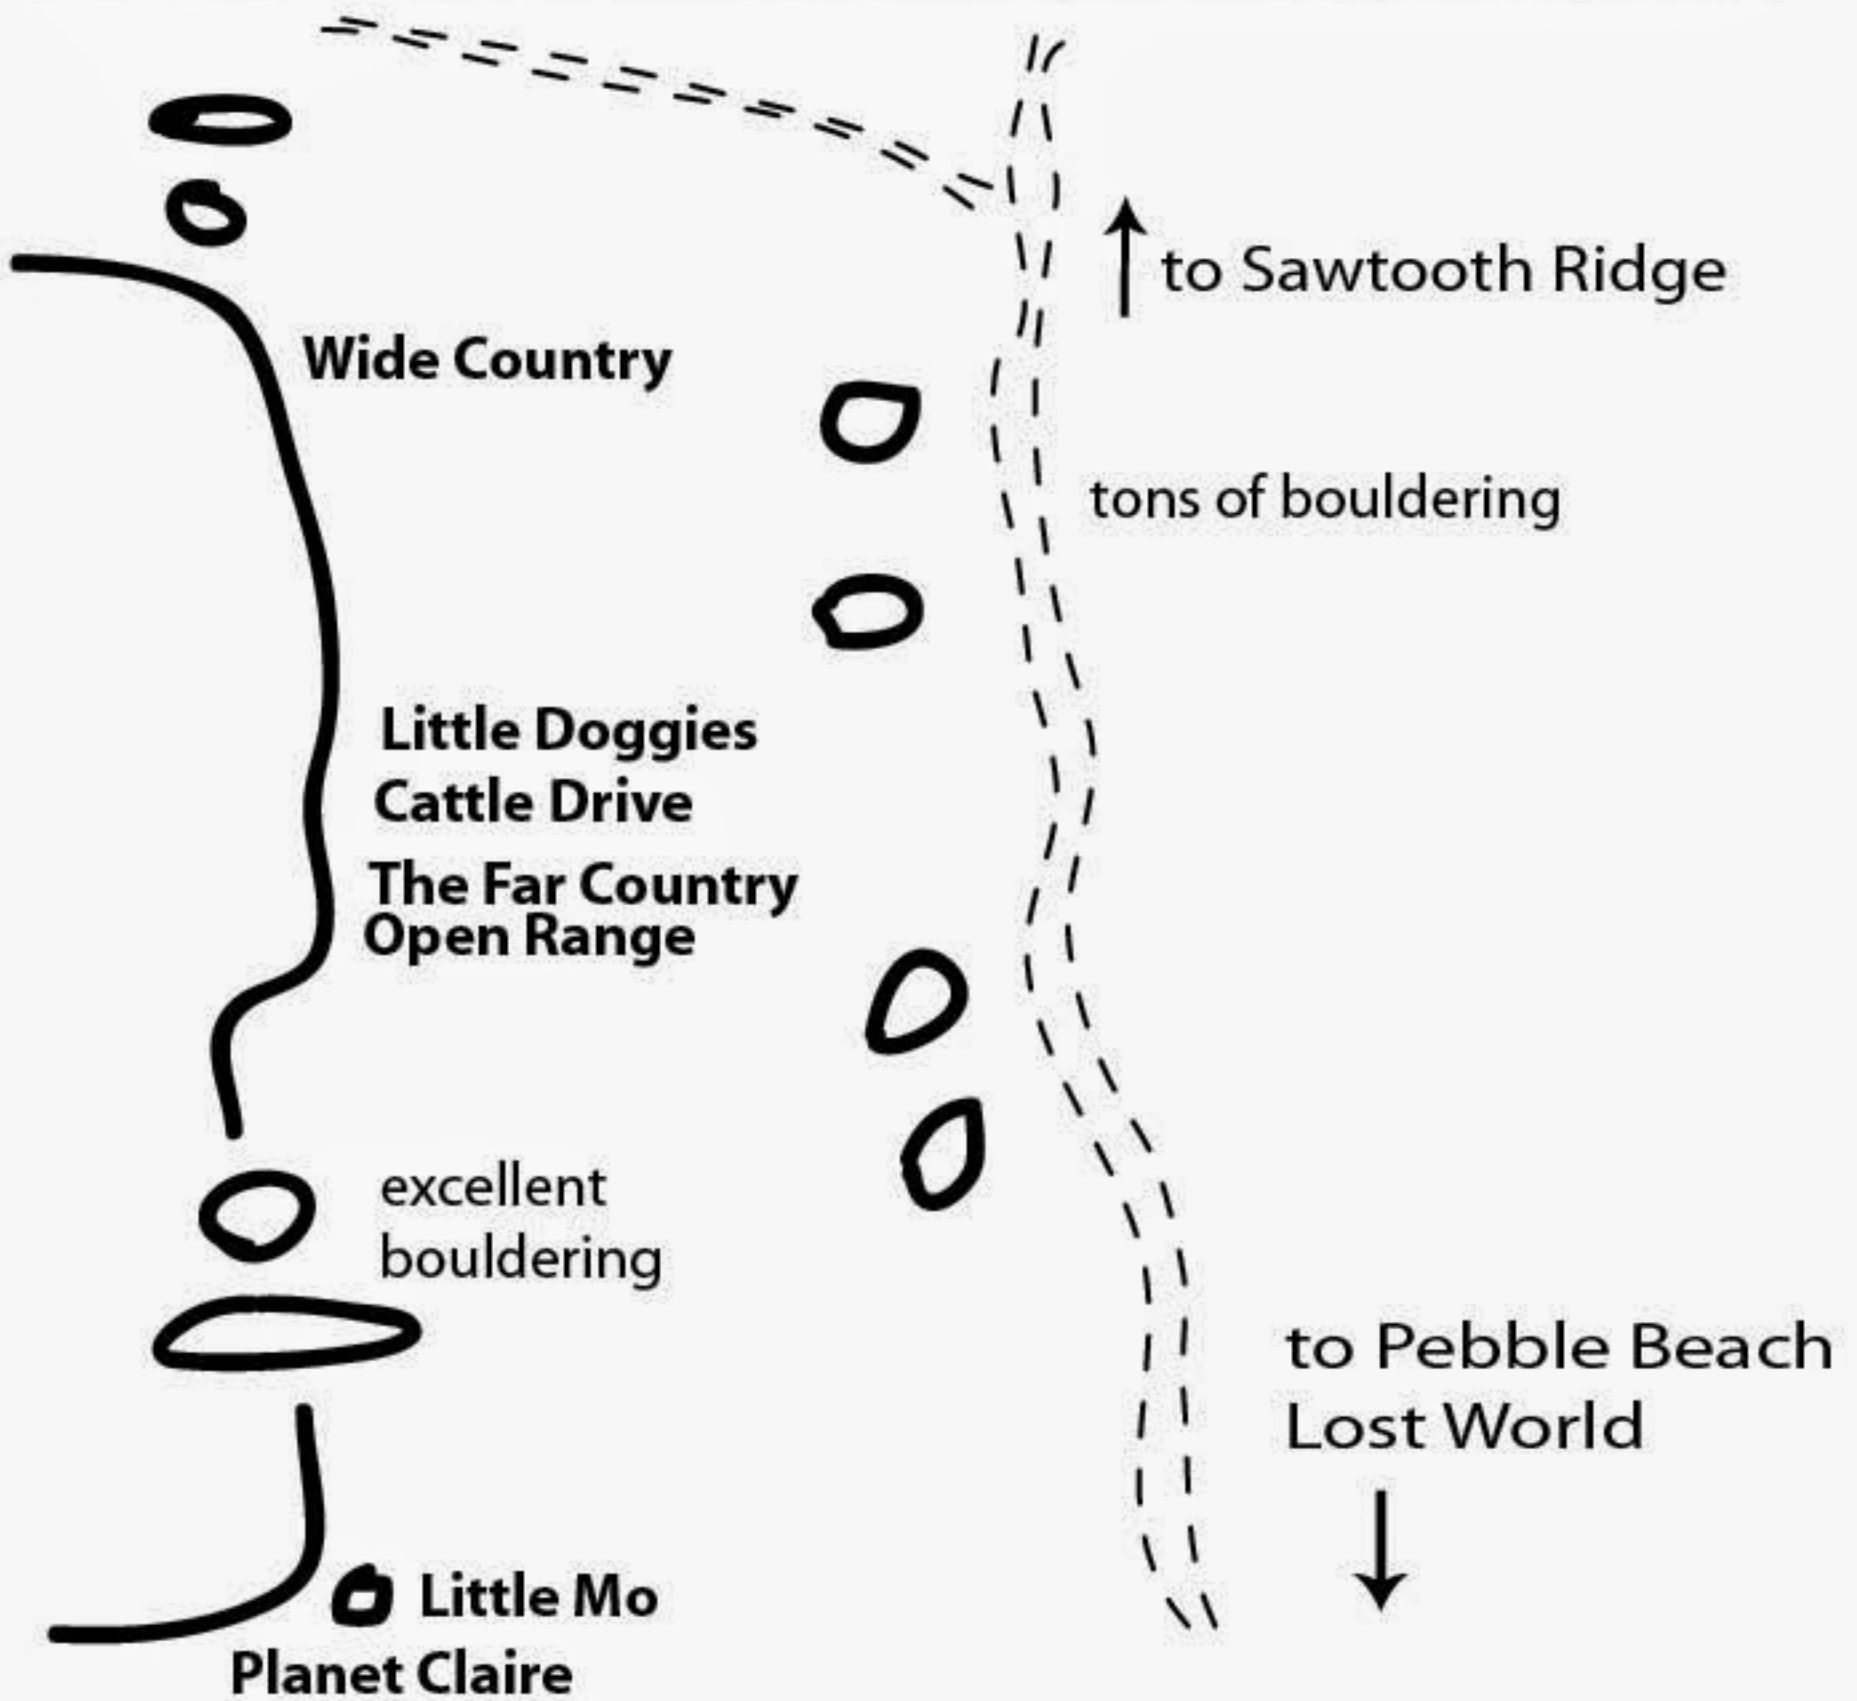 to Sawtooth Ridge
Wide Country
tons of bouldering
Little Doggies
Cattle Drive
The Far Country
Open Range
excellent
bouldering
to Pebble Beach
Lost World
Little Mo
Planet Claire